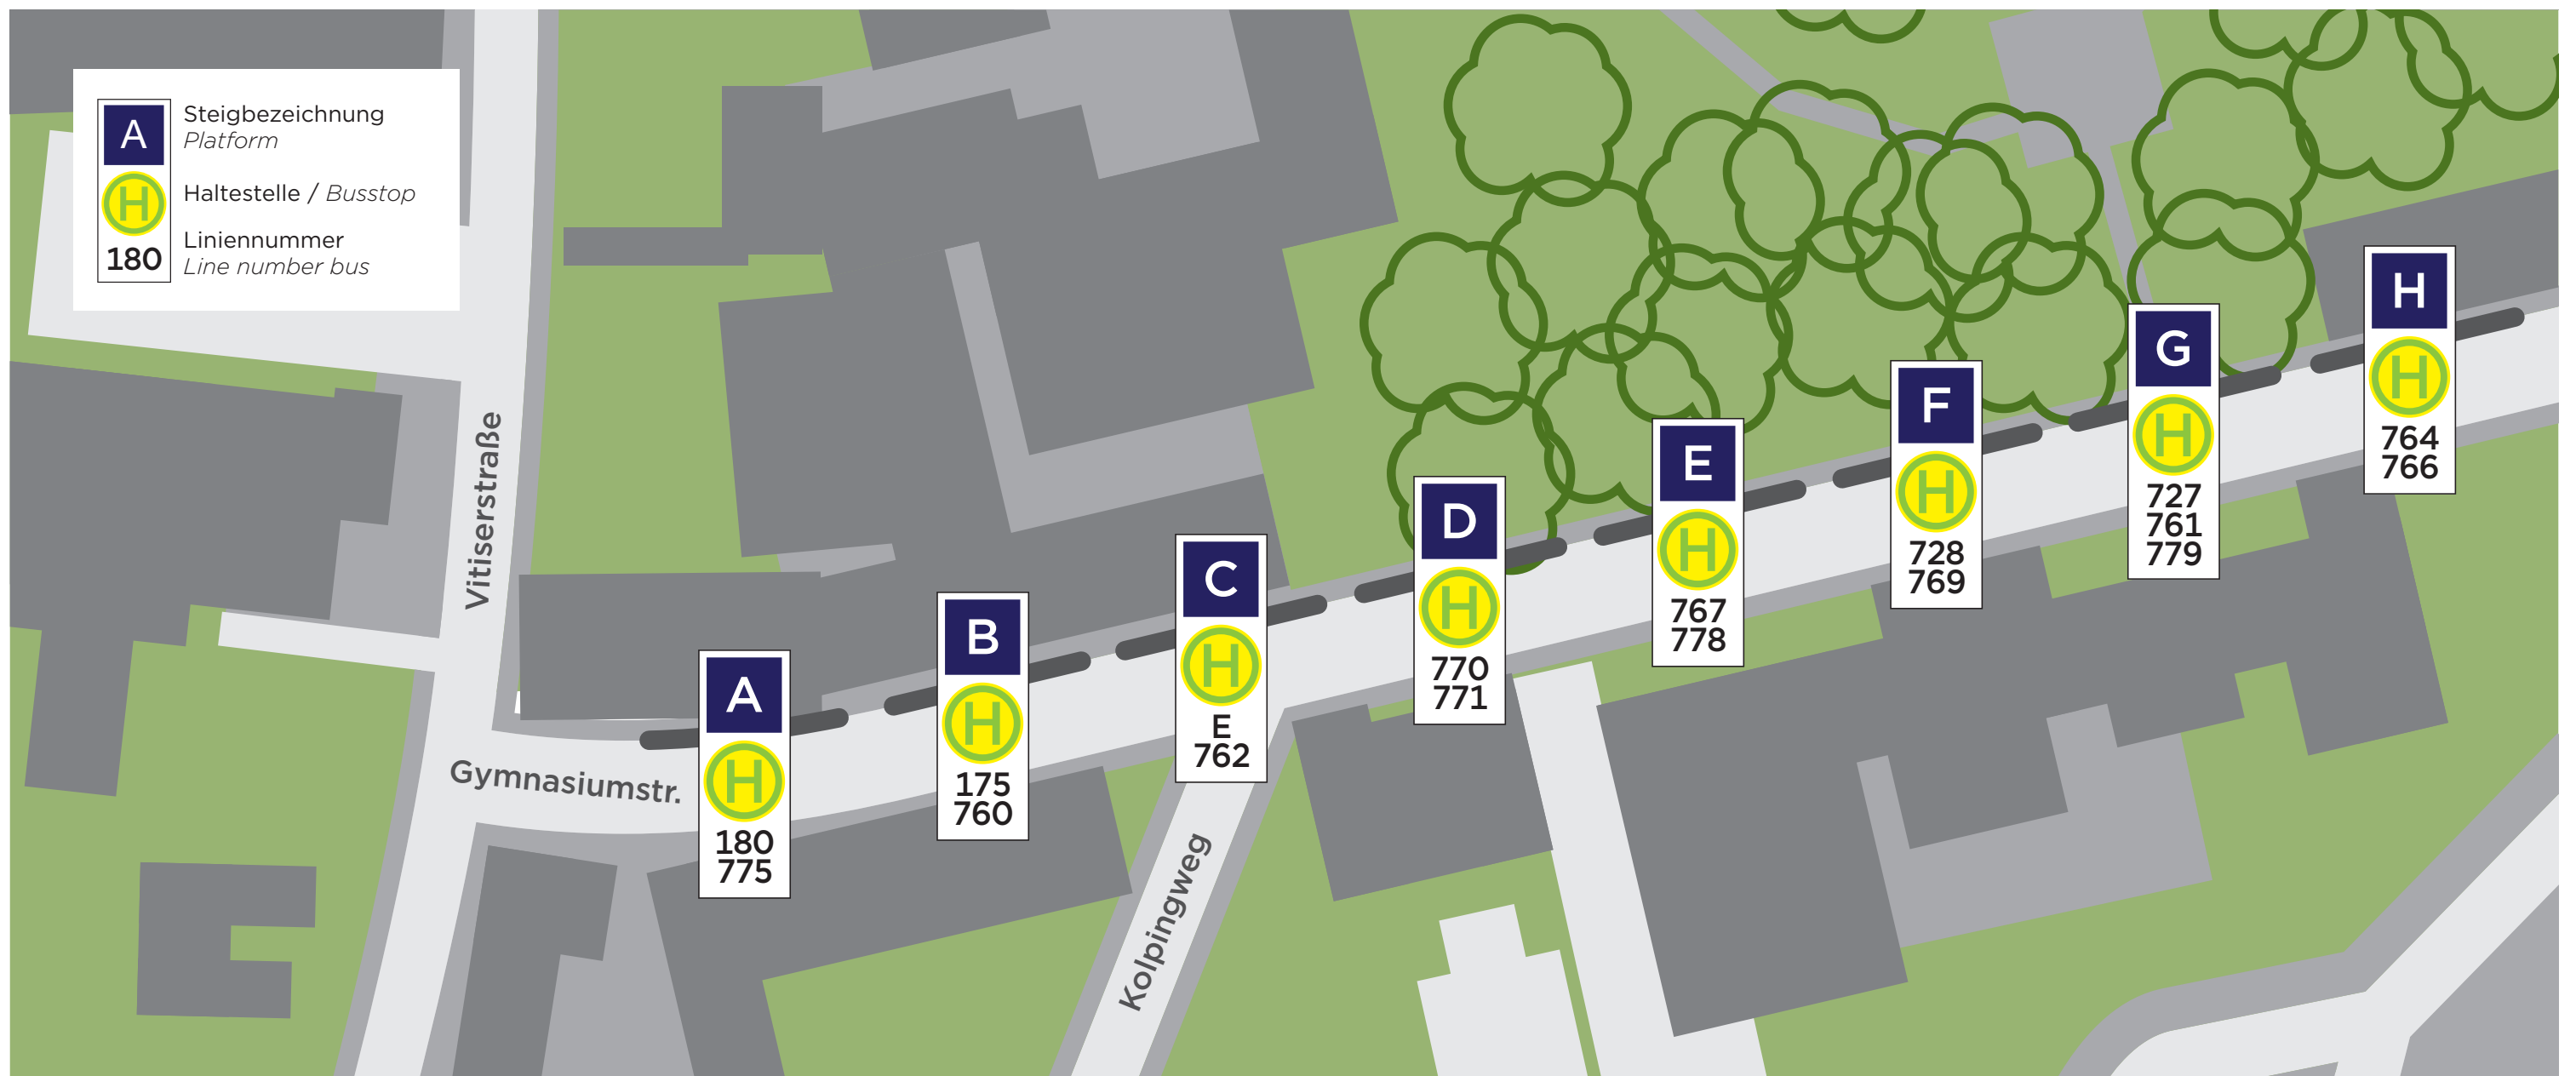 A
Steigbezeichnung
Platform
H
Haltestelle / Busstop
180
Liniennummer
Line number bus
Vitiserstraße
Gymnasiumstr.
Kolpingweg
A
H
180
775
B
H
175
760
C
H
E
762
D
H
770
771
E
H
767
778
F
H
728
769
G
H
727
761
779
H
H
764
766